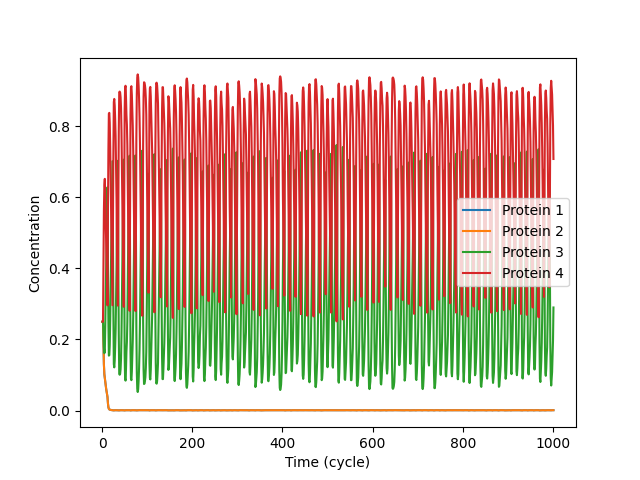 0.8
0.6
0.4
0.2
0.0
Concentration
Protein 1
Protein 2
Protein 3
Protein 4
0 200 400 600 800 1000
Time (cycle)